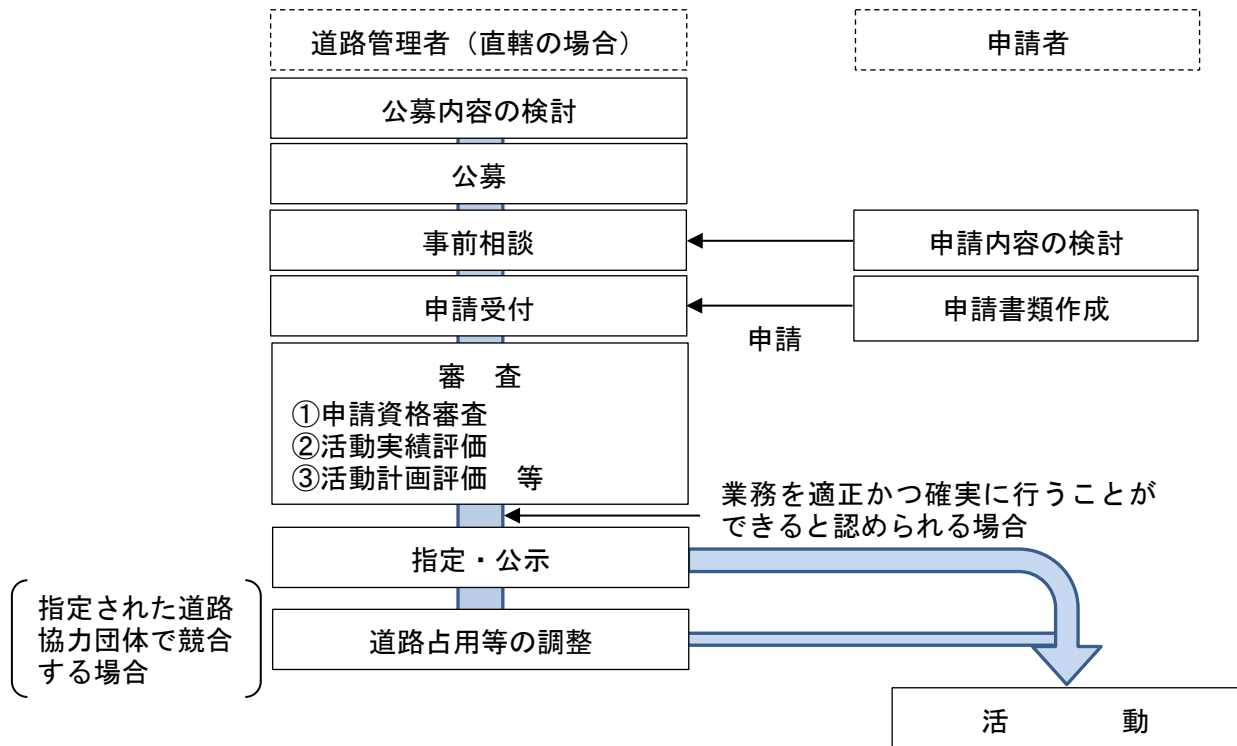 道路管理者（直轄の場合）
申請者
公募内容の検討
公募
事前相談
申請内容の検討
申請受付
申請書類作成
申請
審　査
①申請資格審査
②活動実績評価
③活動計画評価　等
業務を適正かつ確実に行うことが
できると認められる場合
指定・公示
指定された道路
協力団体で競合
する場合
道路占用等の調整
活　　　動